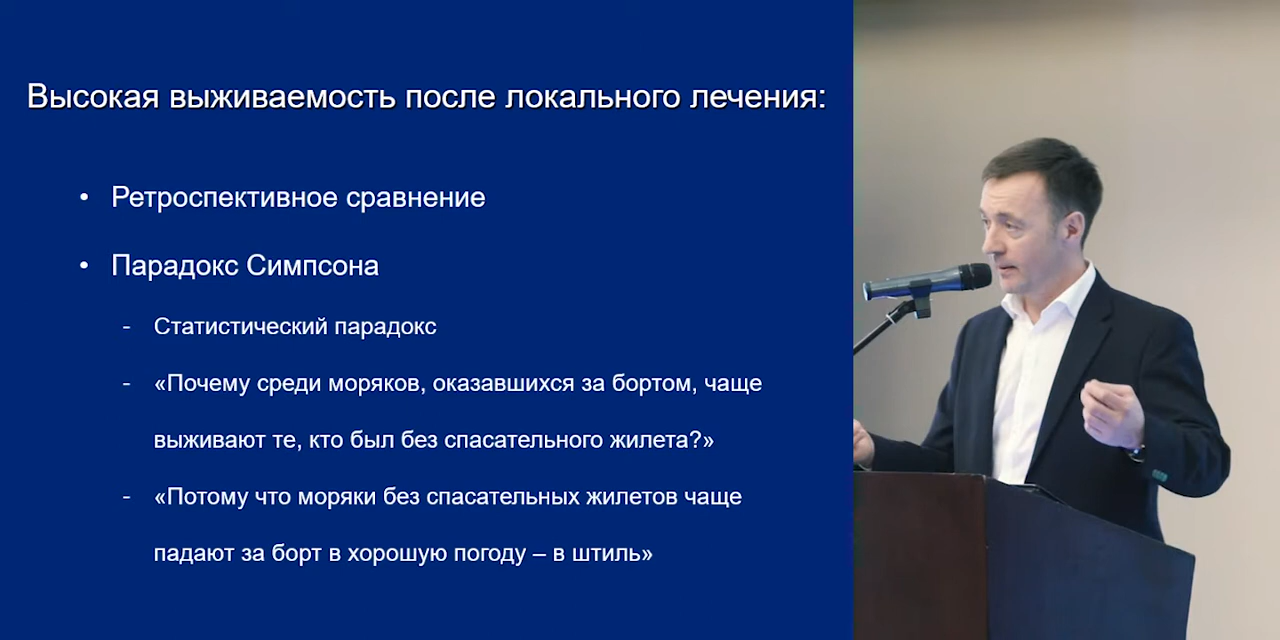 Высокая выживаемость после локального лечения:
• Ретроспективное сравнение
• Парадокс Симпсона
- Статистический парадокс
- «Почему среди моряков, оказавшихся за бортом, чаще
выживают те, кто был без спасательного жилета?»
- «Потому что моряки без спасательных жилетов чаще
падают за борт в хорошую погоду – в штиль»